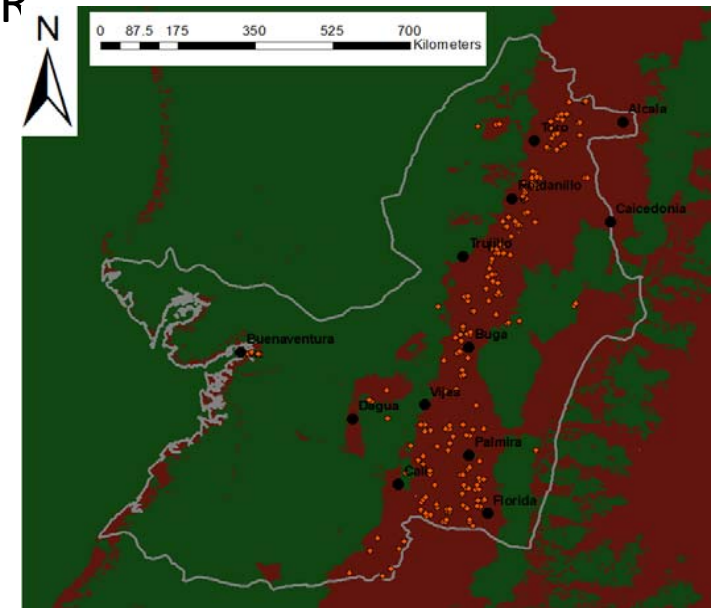 R
N
0 87.5 175 350 525 700
Kilometers
Alcala
Toro
Roldanillo
Caicedonia
Trujillo
Buenaventura
Buga
Vijes
Dagua
Palmira
Cali
Florida